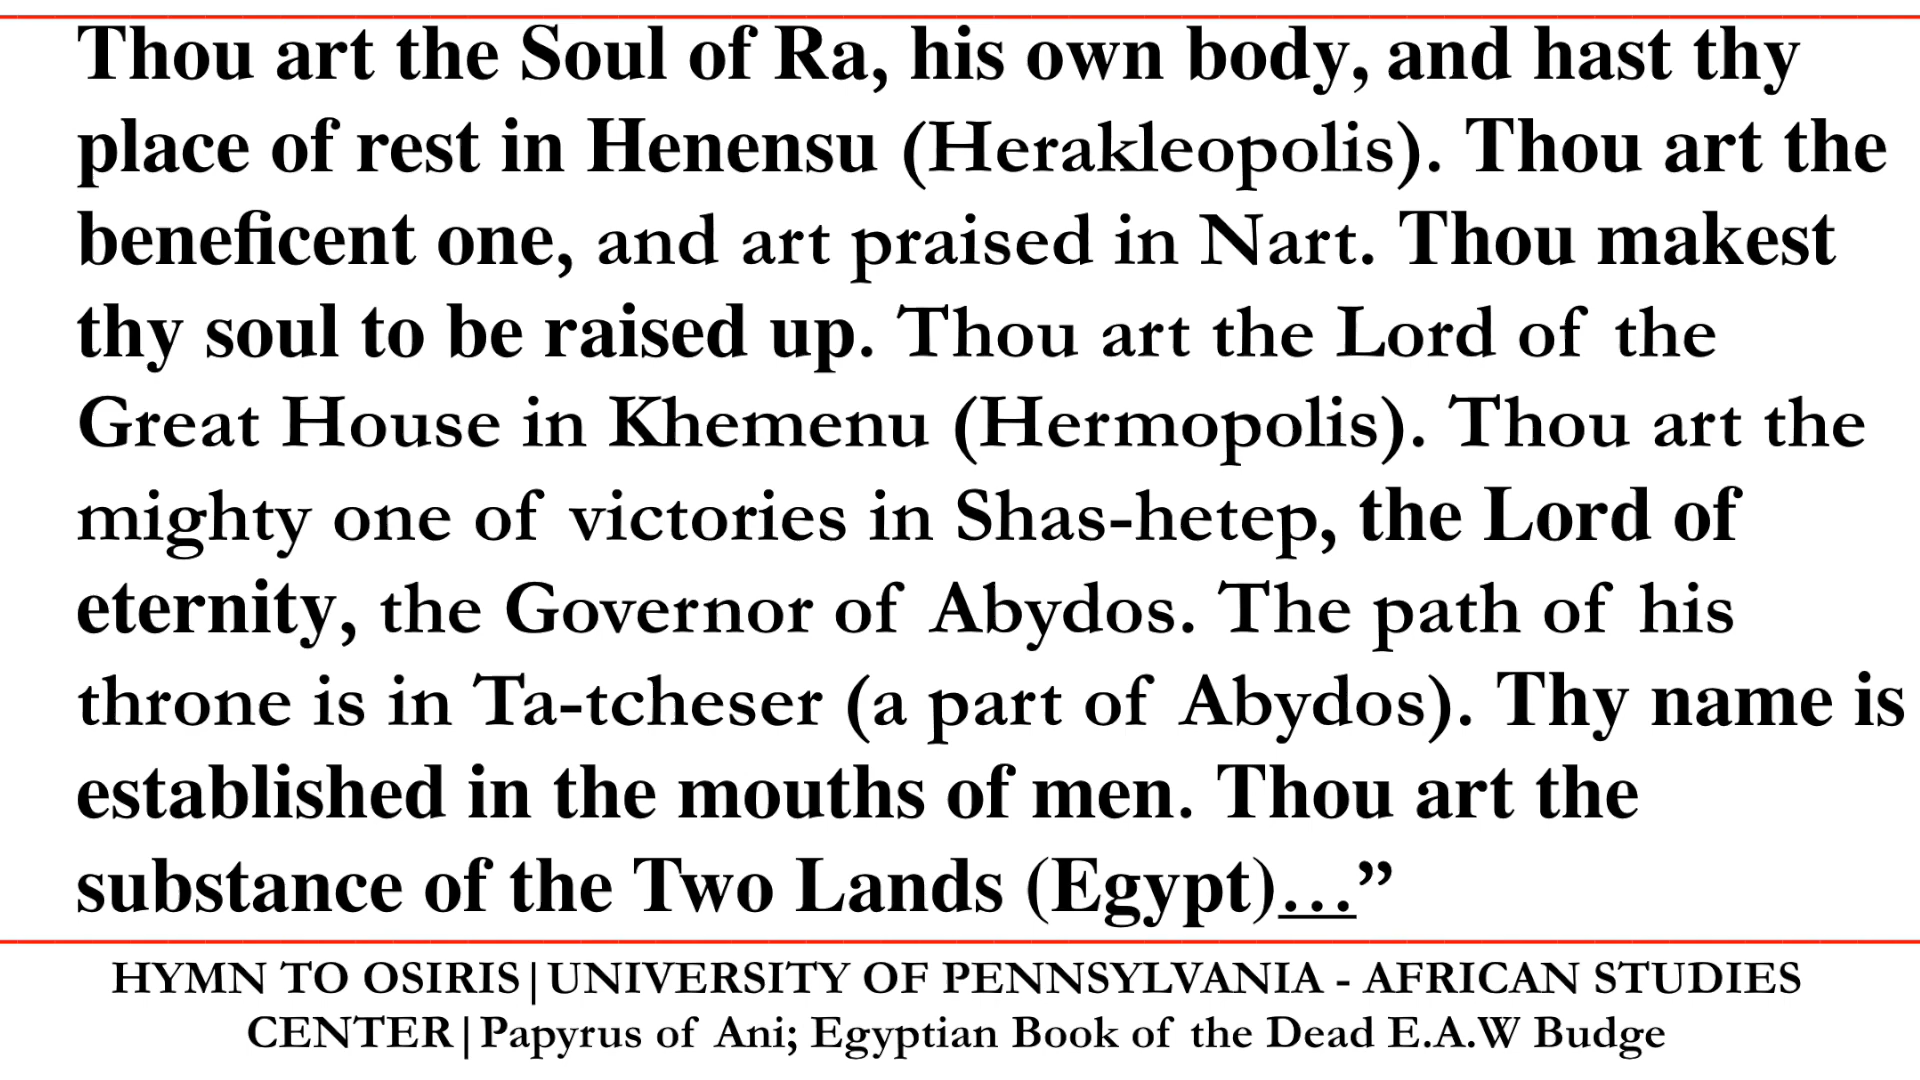 Thou art the Soul of Ra, his own body, and hast thy
place of rest in Henensu (Herakleopolis). Thou art the
beneficent one, and art praised in Nart. Thou makest
thy soul to be raised up. Thou art the Lord of the
Great House in Khemenu (Hermopolis). Thou art the
mighty one of victories in Shas-hetep, the Lord of
eternity, the Governor of Abydos. The path of his
throne is in Ta-tcheser (a part of Abydos). Thy name is
established in the mouths of men. Thou art the
substance of the Two Lands (Egypt)…”
HYMN TO OSIRIS|UNIVERSITY OF PENNSYLVANIA - AFRICAN STUDIES
CENTER|Papyrus of Ani; Egyptian Book of the Dead E.A.W Budge